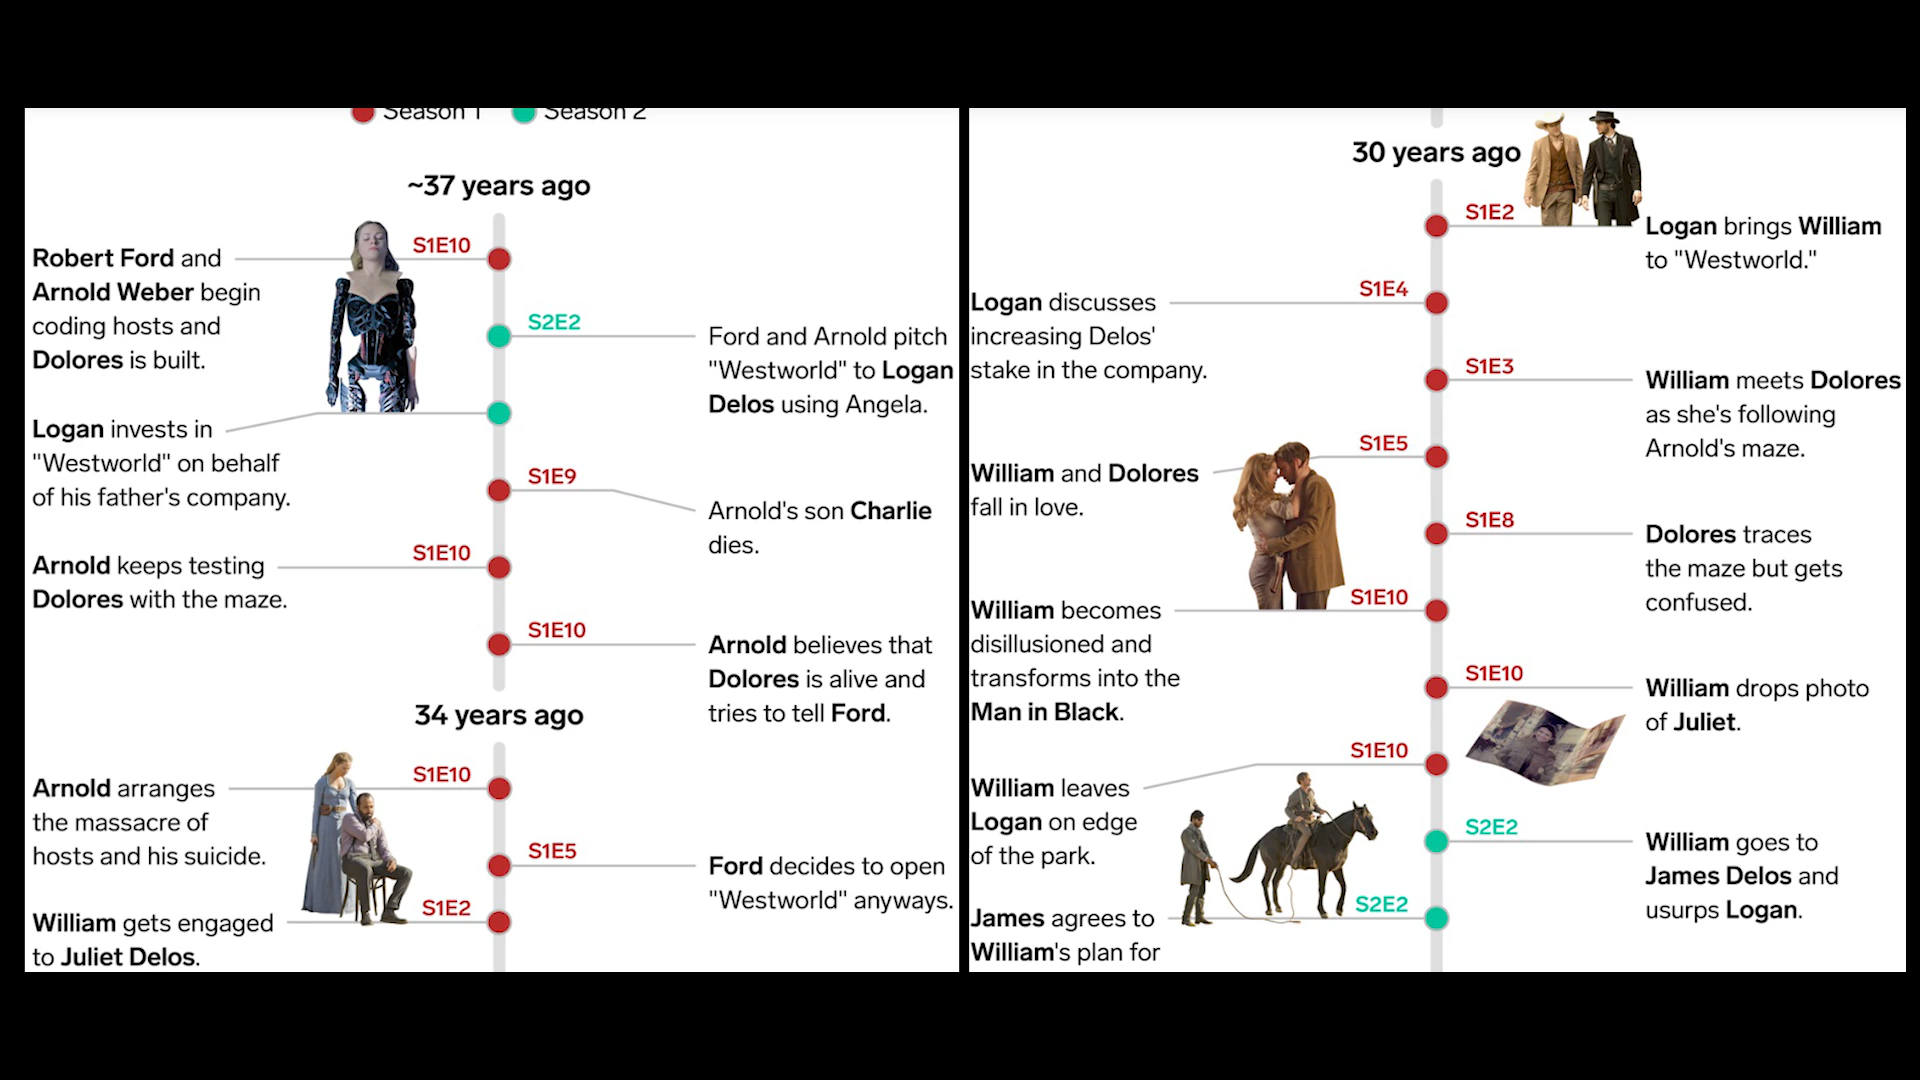 Season 1 Season 2
~37 years ago
S1E10
Robert Ford and
Arnold Weber begin
coding hosts and
Dolores is built.
S2E2
Ford and Arnold pitch
"Westworld" to Logan
Delos using Angela.
Logan invests in
"Westworld" on behalf
of his father's company.
S1E9
Arnold's son Charlie
dies.
S1E10
Arnold keeps testing
Dolores with the maze.
S1E10
Arnold believes that
Dolores is alive and
tries to tell Ford.
34 years ago
S1E10
Arnold arranges
the massacre of
hosts and his suicide.
S1E5
Ford decides to open
"Westworld" anyways.
S1E2
William gets engaged
to Juliet Delos.
30 years ago
S1E2
Logan brings William
to "Westworld."
S1E4
Logan discusses
increasing Delos'
stake in the company.
S1E3
William meets Dolores
as she's following
Arnold's maze.
S1E5
William and Dolores
fall in love.
S1E8
Dolores traces
the maze but gets
confused.
S1E10
William becomes
disillusioned and
transforms into the
Man in Black.
S1E10
William drops photo
of Juliet.
S1E10
William leaves
Logan on edge
of the park.
S2E2
William goes to
James Delos and
usurps Logan.
S2E2
James agrees to
William's plan for